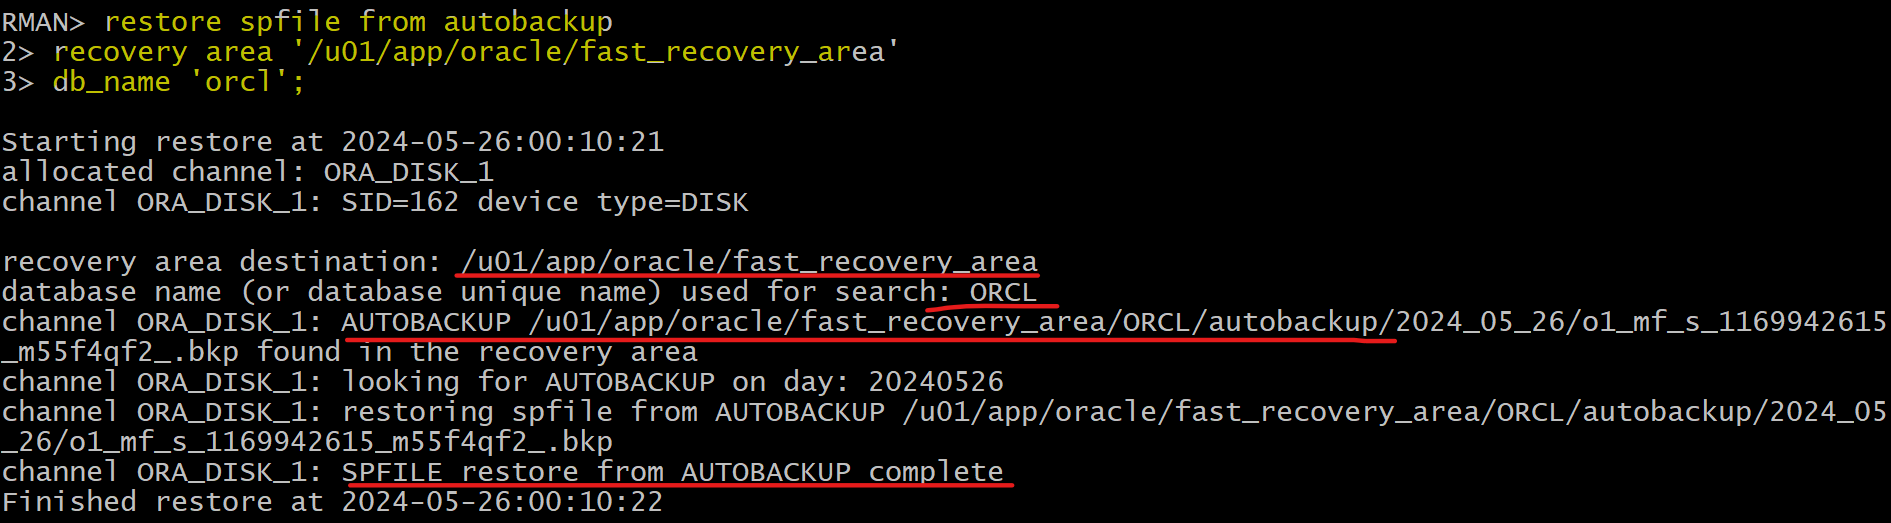 RMAN> restore spfile from autobackup
2> recovery area '/u01/app/oracle/fast_recovery_area'
3> db_name 'orcl';
Starting restore at 2024-05-26:00:10:21
allocated channel: ORA_DISK_1
channel ORA_DISK_1: SID=162 device type=DISK
recovery area destination: /u01/app/oracle/fast_recovery_area
database name (or database unique name) used for search: ORCL
channel ORA_DISK_1: AUTOBACKUP /u01/app/oracle/fast_recovery_area/ORCL/autobackup/2024_05_26/o1_mf_s_1169942615
_m55f4qf2_.bkp found in the recovery area
channel ORA_DISK_1: looking for AUTOBACKUP on day: 20240526
channel ORA_DISK_1: restoring spfile from AUTOBACKUP /u01/app/oracle/fast_recovery_area/ORCL/autobackup/2024_05
_26/o1_mf_s_1169942615_m55f4qf2_.bkp
channel ORA_DISK_1: SPFILE restore from AUTOBACKUP complete
Finished restore at 2024-05-26:00:10:22